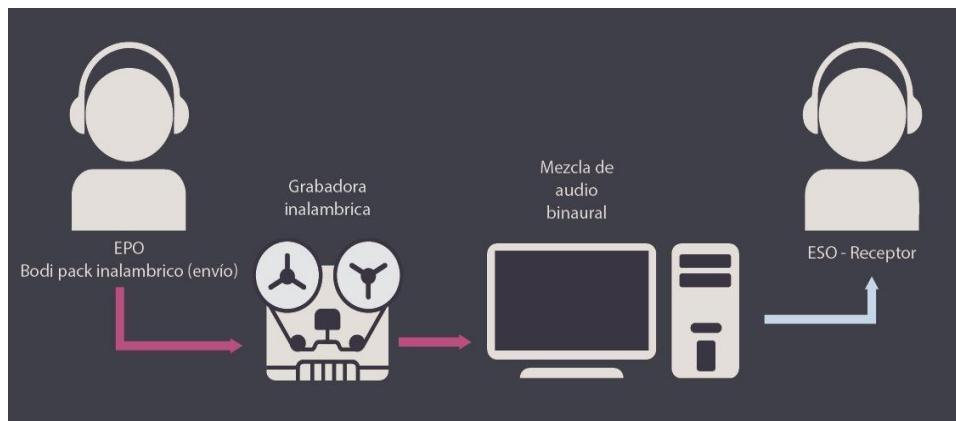 EPO
Bodi pack inalambrico (envío)
Grabadora
inalambrica
Mezcla de
audio
binaural
ESO - Receptor